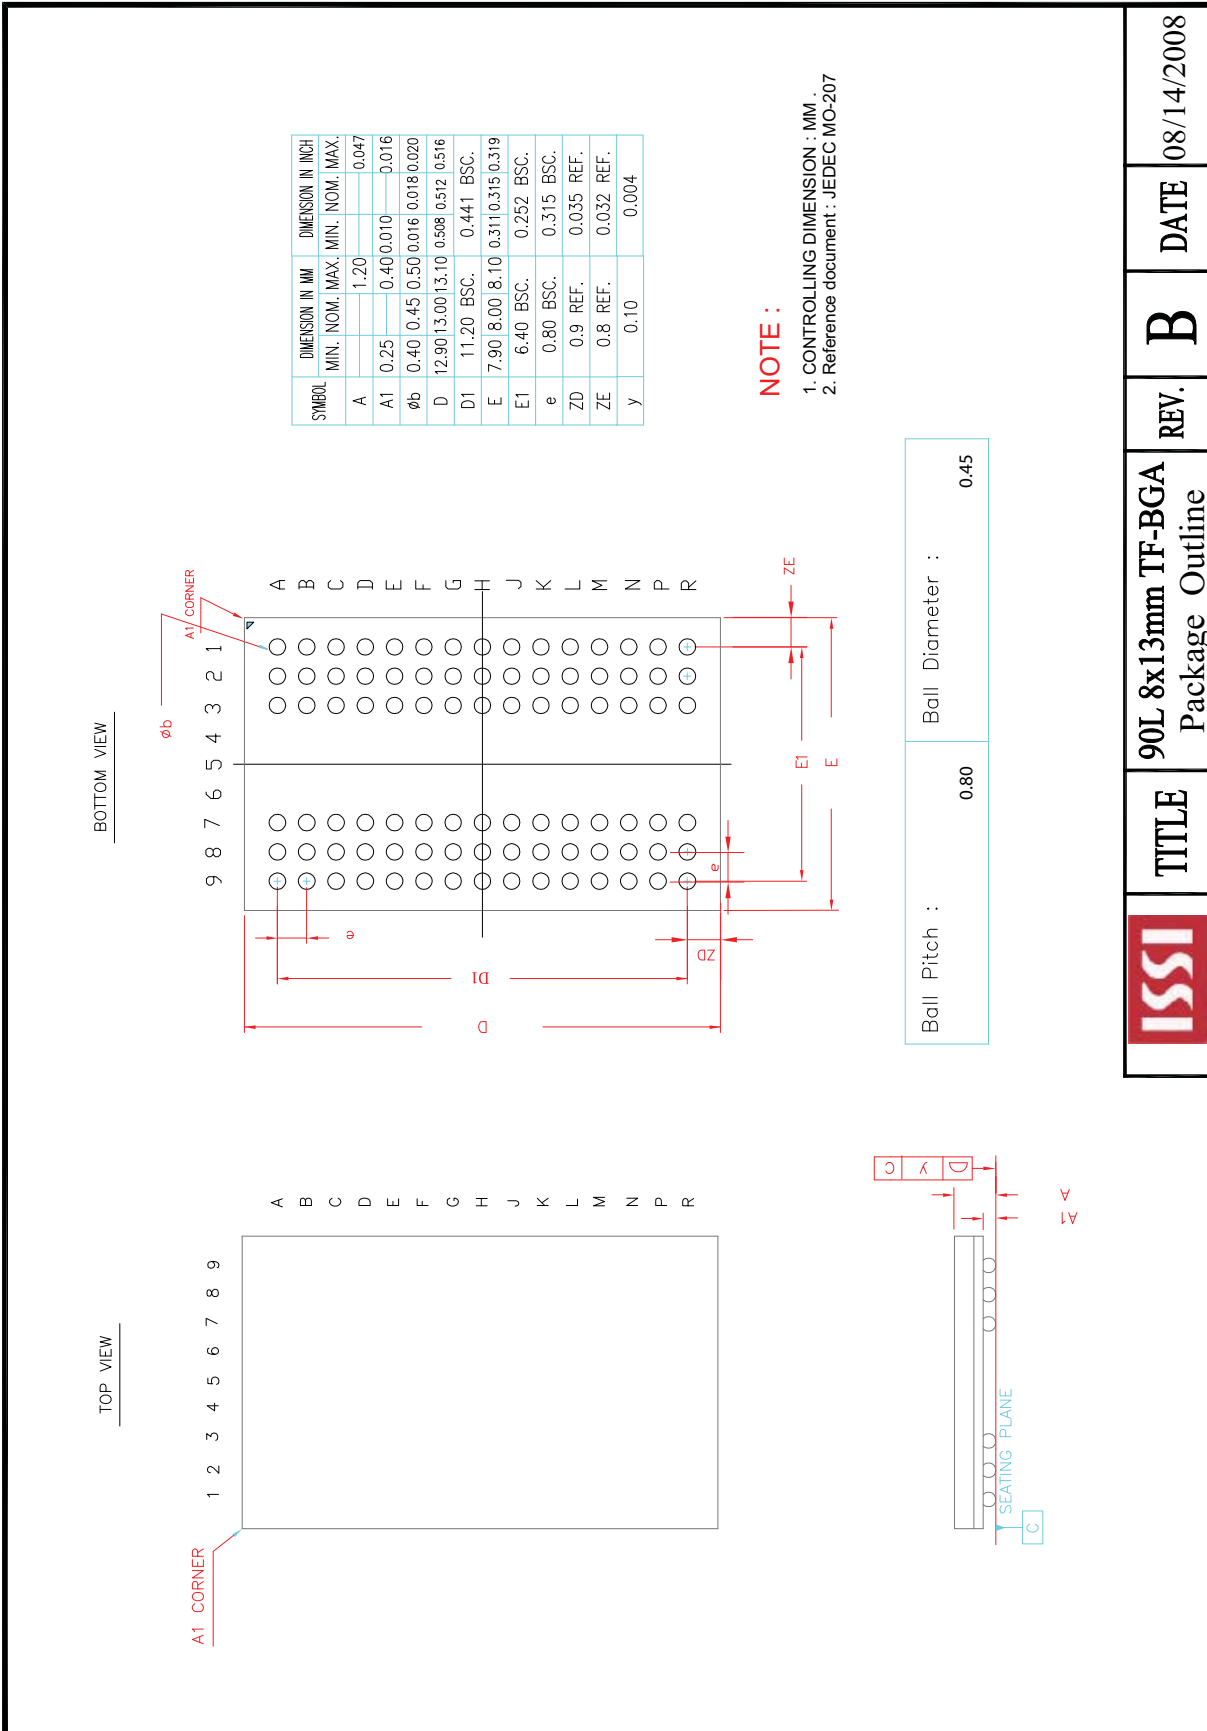 TOP VIEW
A1 CORNER
1 2 3 4 5 6 7 8 9
A
B
C
D
E
F
G
H
J
K
L
M
N
P
R
SEATING PLANE
C
D y C
A
A1
BOTTOM VIEW
9 8 7 6 5 4 3 2 1
øb
A1 CORNER
A
B
C
D
E
F
G
H
J
K
L
M
N
P
R
e
D1
D
ZD
e
E1
E
ZE
SYMBOL DIMENSION IN MM DIMENSION IN INCH
MIN. NOM. MAX. MIN. NOM. MAX.
A 1.20 0.047
A1 0.25 0.40 0.010 0.016
øb 0.40 0.45 0.50 0.016 0.018 0.020
D 12.90 13.00 13.10 0.508 0.512 0.516
D1 11.20 BSC. 0.441 BSC.
E 7.90 8.00 8.10 0.311 0.315 0.319
E1 6.40 BSC. 0.252 BSC.
e 0.80 BSC. 0.315 BSC.
ZD 0.9 REF. 0.035 REF.
ZE 0.8 REF. 0.032 REF.
y 0.10 0.004
NOTE :
1. CONTROLLING DIMENSION : MM .
2. Reference document : JEDEC MO-207
Ball Pitch : 0.80 Ball Diameter : 0.45
ISSI
TITLE
90L 8x13mm TF-BGA
Package Outline
REV.
B
DATE
08/14/2008